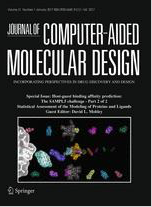 JOURNAL OF
COMPUTER-AIDED
MOLECULAR DESIGN
INCORPORATING PERSPECTIVES IN DRUG DISCOVERY AND DESIGN
Special Issue: Host-guest binding affinity prediction:
The SAMPL5 challenge - Part 2 of 2
Statistical Assessment of the Modeling of Proteins and Ligands
Guest Editor: David L. Mobley
Springer